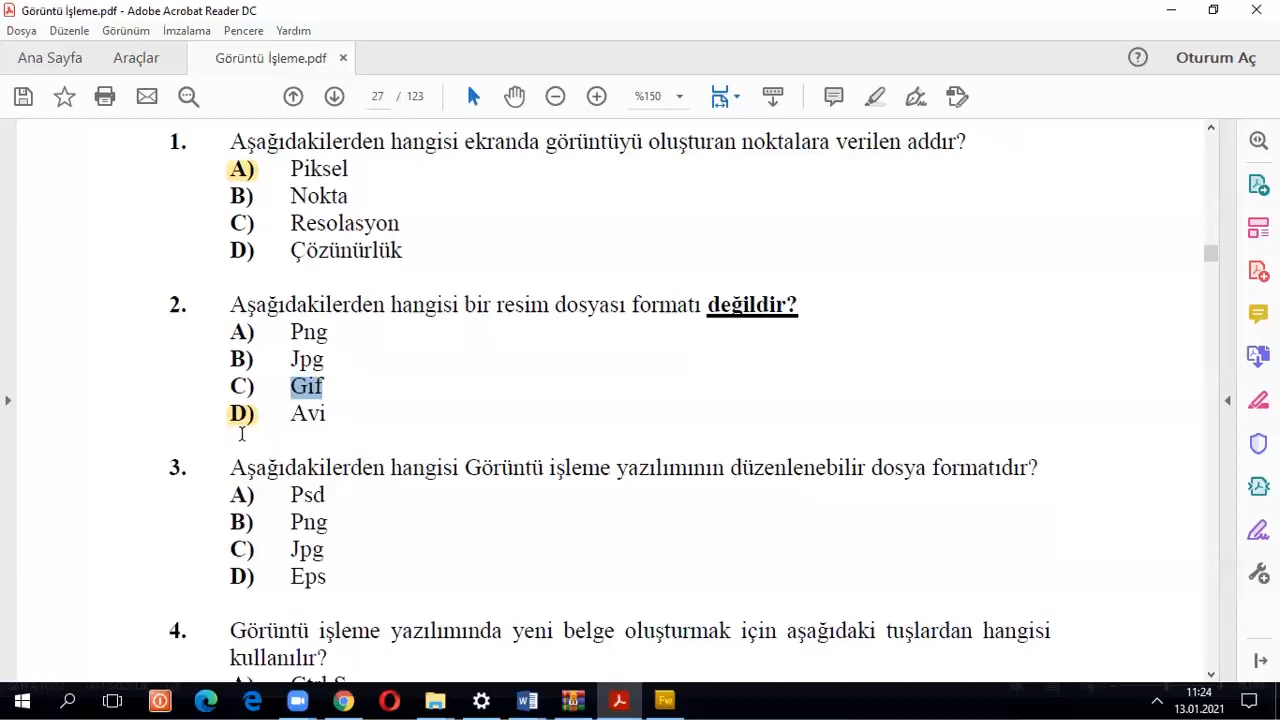 Görüntü İşleme.pdf - Adobe Acrobat Reader DC
Dosya Düzenle Görünüm İmzalama Pencere Yardım
Ana Sayfa Araçlar Görüntü İşleme.pdf × ? Oturum Aç
27 / 123 %150
1. Aşağıdakilerden hangisi ekranda görüntüyü oluşturan noktalara verilen addır?
A) Piksel
B) Nokta
C) Resolasyon
D) Çözünürlük
2. Aşağıdakilerden hangisi bir resim dosyası formatı değildir?
A) Png
B) Jpg
C) Gif
D) Avi
3. Aşağıdakilerden hangisi Görüntü işleme yazılımının düzenlenebilir dosya formatıdır?
A) Psd
B) Png
C) Jpg
D) Eps
4. Görüntü işleme yazılımında yeni belge oluşturmak için aşağıdaki tuşlardan hangisi
kullanılır?
A) Ctrl S
Fw
11:24
13.01.2021